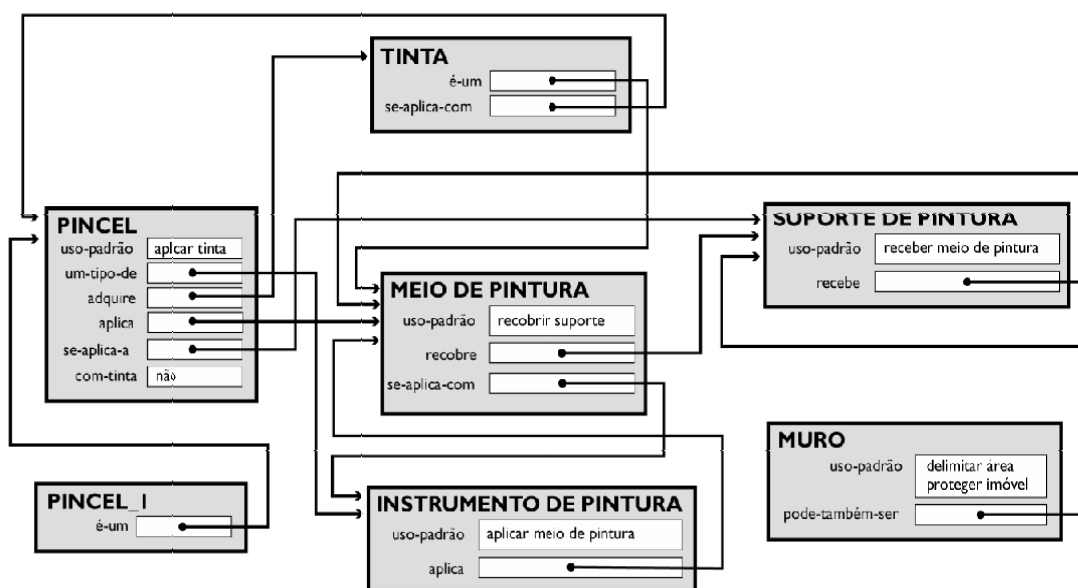 TINTA
é-um
se-aplica-com
PINCEL
uso-padrão aplcar tinta
um-tipo-de
adquire
aplica
se-aplica-a
com-tinta não
SUPORTE DE PINTURA
uso-padrão receber meio de pintura
recebe
MEIO DE PINTURA
uso-padrão recobrir suporte
recobre
se-aplica-com
MURO
uso-padrão delimitar área
proteger imóvel
pode-também-ser
PINCEL_1
é-um
INSTRUMENTO DE PINTURA
uso-padrão aplicar meio de pintura
aplica